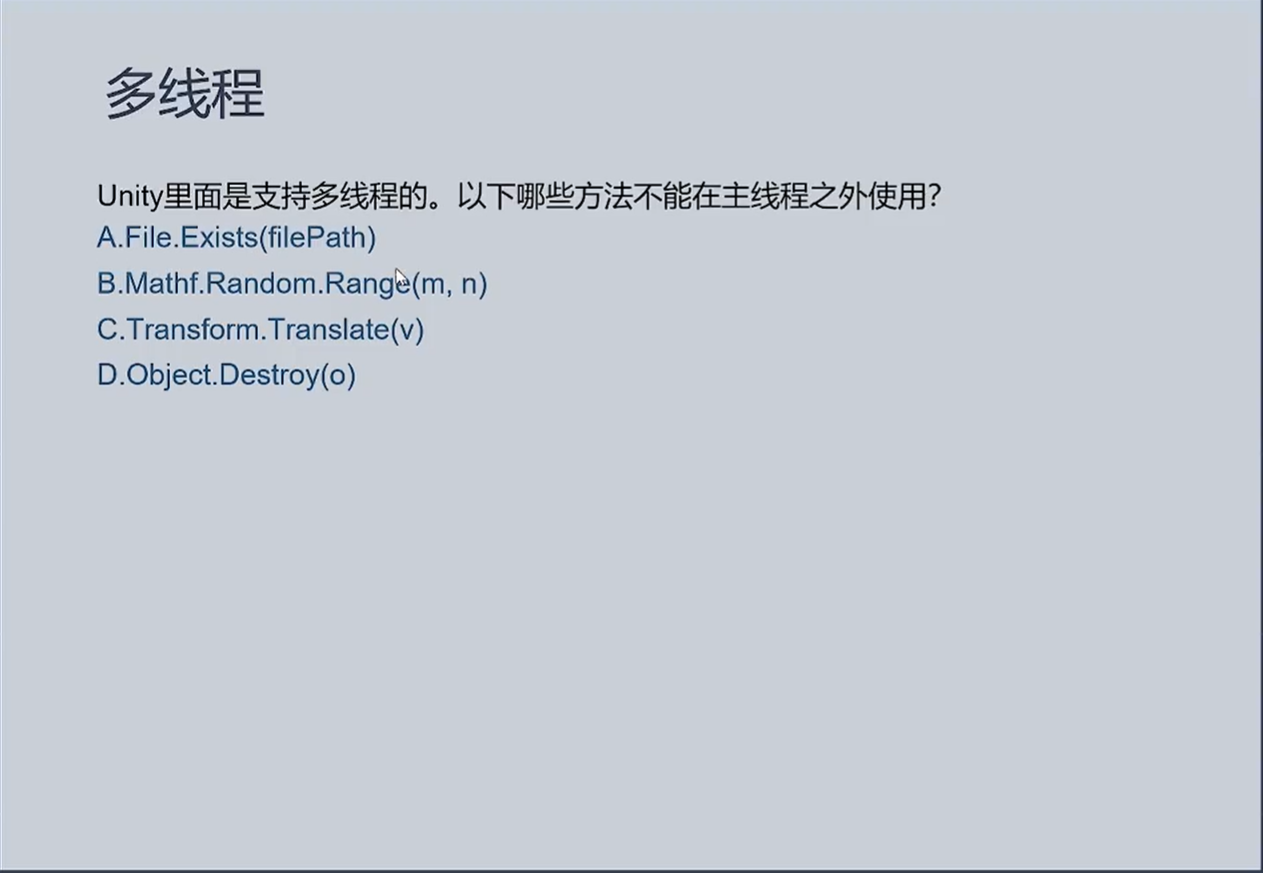 多线程
Unity里面是支持多线程的。以下哪些方法不能在主线程之外使用？
A.File.Exists(filePath)
B.Mathf.Random.Range(m, n)
C.Transform.Translate(v)
D.Object.Destroy(o)